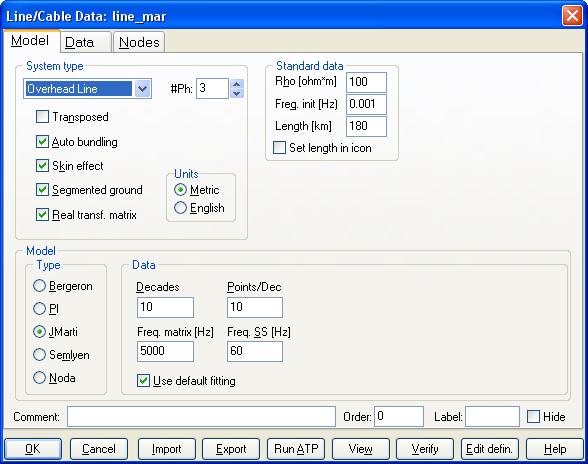 Line/Cable Data: line_mar
Model Data Nodes
System type
Overhead Line #Ph: 3
Transposed
Auto bundling
Skin effect
Segmented ground
Real transf. matrix
Units
Metric
English
Standard data
Rho [ohm*m] 100
Freq. init [Hz] 0.001
Length [km] 180
Set length in icon
Model
Type
Bergeron
PI
JMarti
Semlyen
Noda
Data
Decades Points/Dec
10 10
Freq. matrix [Hz] Freq. SS [Hz]
5000 60
Use default fitting
Comment: Order: 0 Label: Hide
OK Cancel Import Export Run ATP View Verify Edit defin. Help